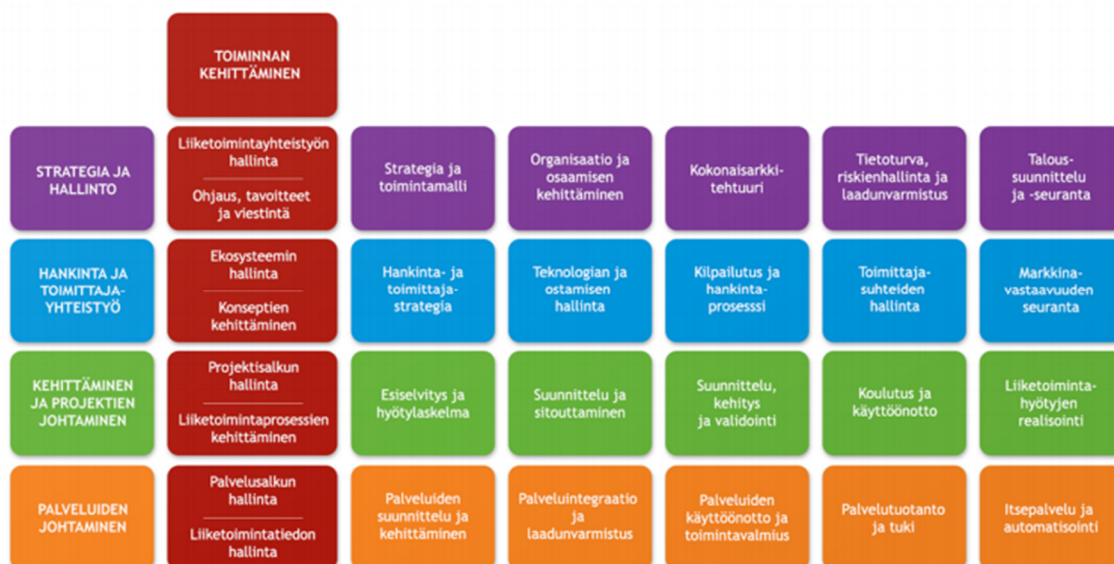 TOIMINNAN
KEHITTÄMINEN
STRATEGIA JA
HALLINTO
Liiketoimintayhteistyön
hallinta
Ohjaus, tavoitteet
ja viestintä
Strategia ja
toimintamalli
Organisaatio ja
osaamisen
kehittäminen
Kokonaisarkki-
tehtuuri
Tietoturva,
riskienhallinta ja
laadunvarmistus
Talous-
suunnittelu
ja -seuranta
HANKINTA JA
TOIMITTAJA-
YHTEISTYÖ
Ekosysteemin
hallinta
Konseptien
kehittäminen
Hankinta- ja
toimittaja-
strategia
Teknologian ja
ostamisen
hallinta
Kilpailutus ja
hankinta-
prosessi
Toimittaja-
suhteiden
hallinta
Markkina-
vastaavuuden
seuranta
KEHITTÄMINEN
JA PROJEKTIEN
JOHTAMINEN
Projektisalkun
hallinta
Liiketoimintaprosessien
kehittäminen
Esiselvitys ja
hyötylaskelma
Suunnittelu ja
sitouttaminen
Suunnittelu,
kehitys
ja validointi
Koulutus ja
käyttöönotto
Liiketoiminta-
hyötyjen
realisointi
PALVELUIDEN
JOHTAMINEN
Palvelusalkun
hallinta
Liiketoimintatiedon
hallinta
Palveluiden
suunnittelu ja
kehittäminen
Palveluintegraatio
ja
laadunvarmistus
Palveluiden
käyttöönotto ja
toimintavalmius
Palvelutuotanto
ja tuki
Itsepalvelu ja
automatisointi